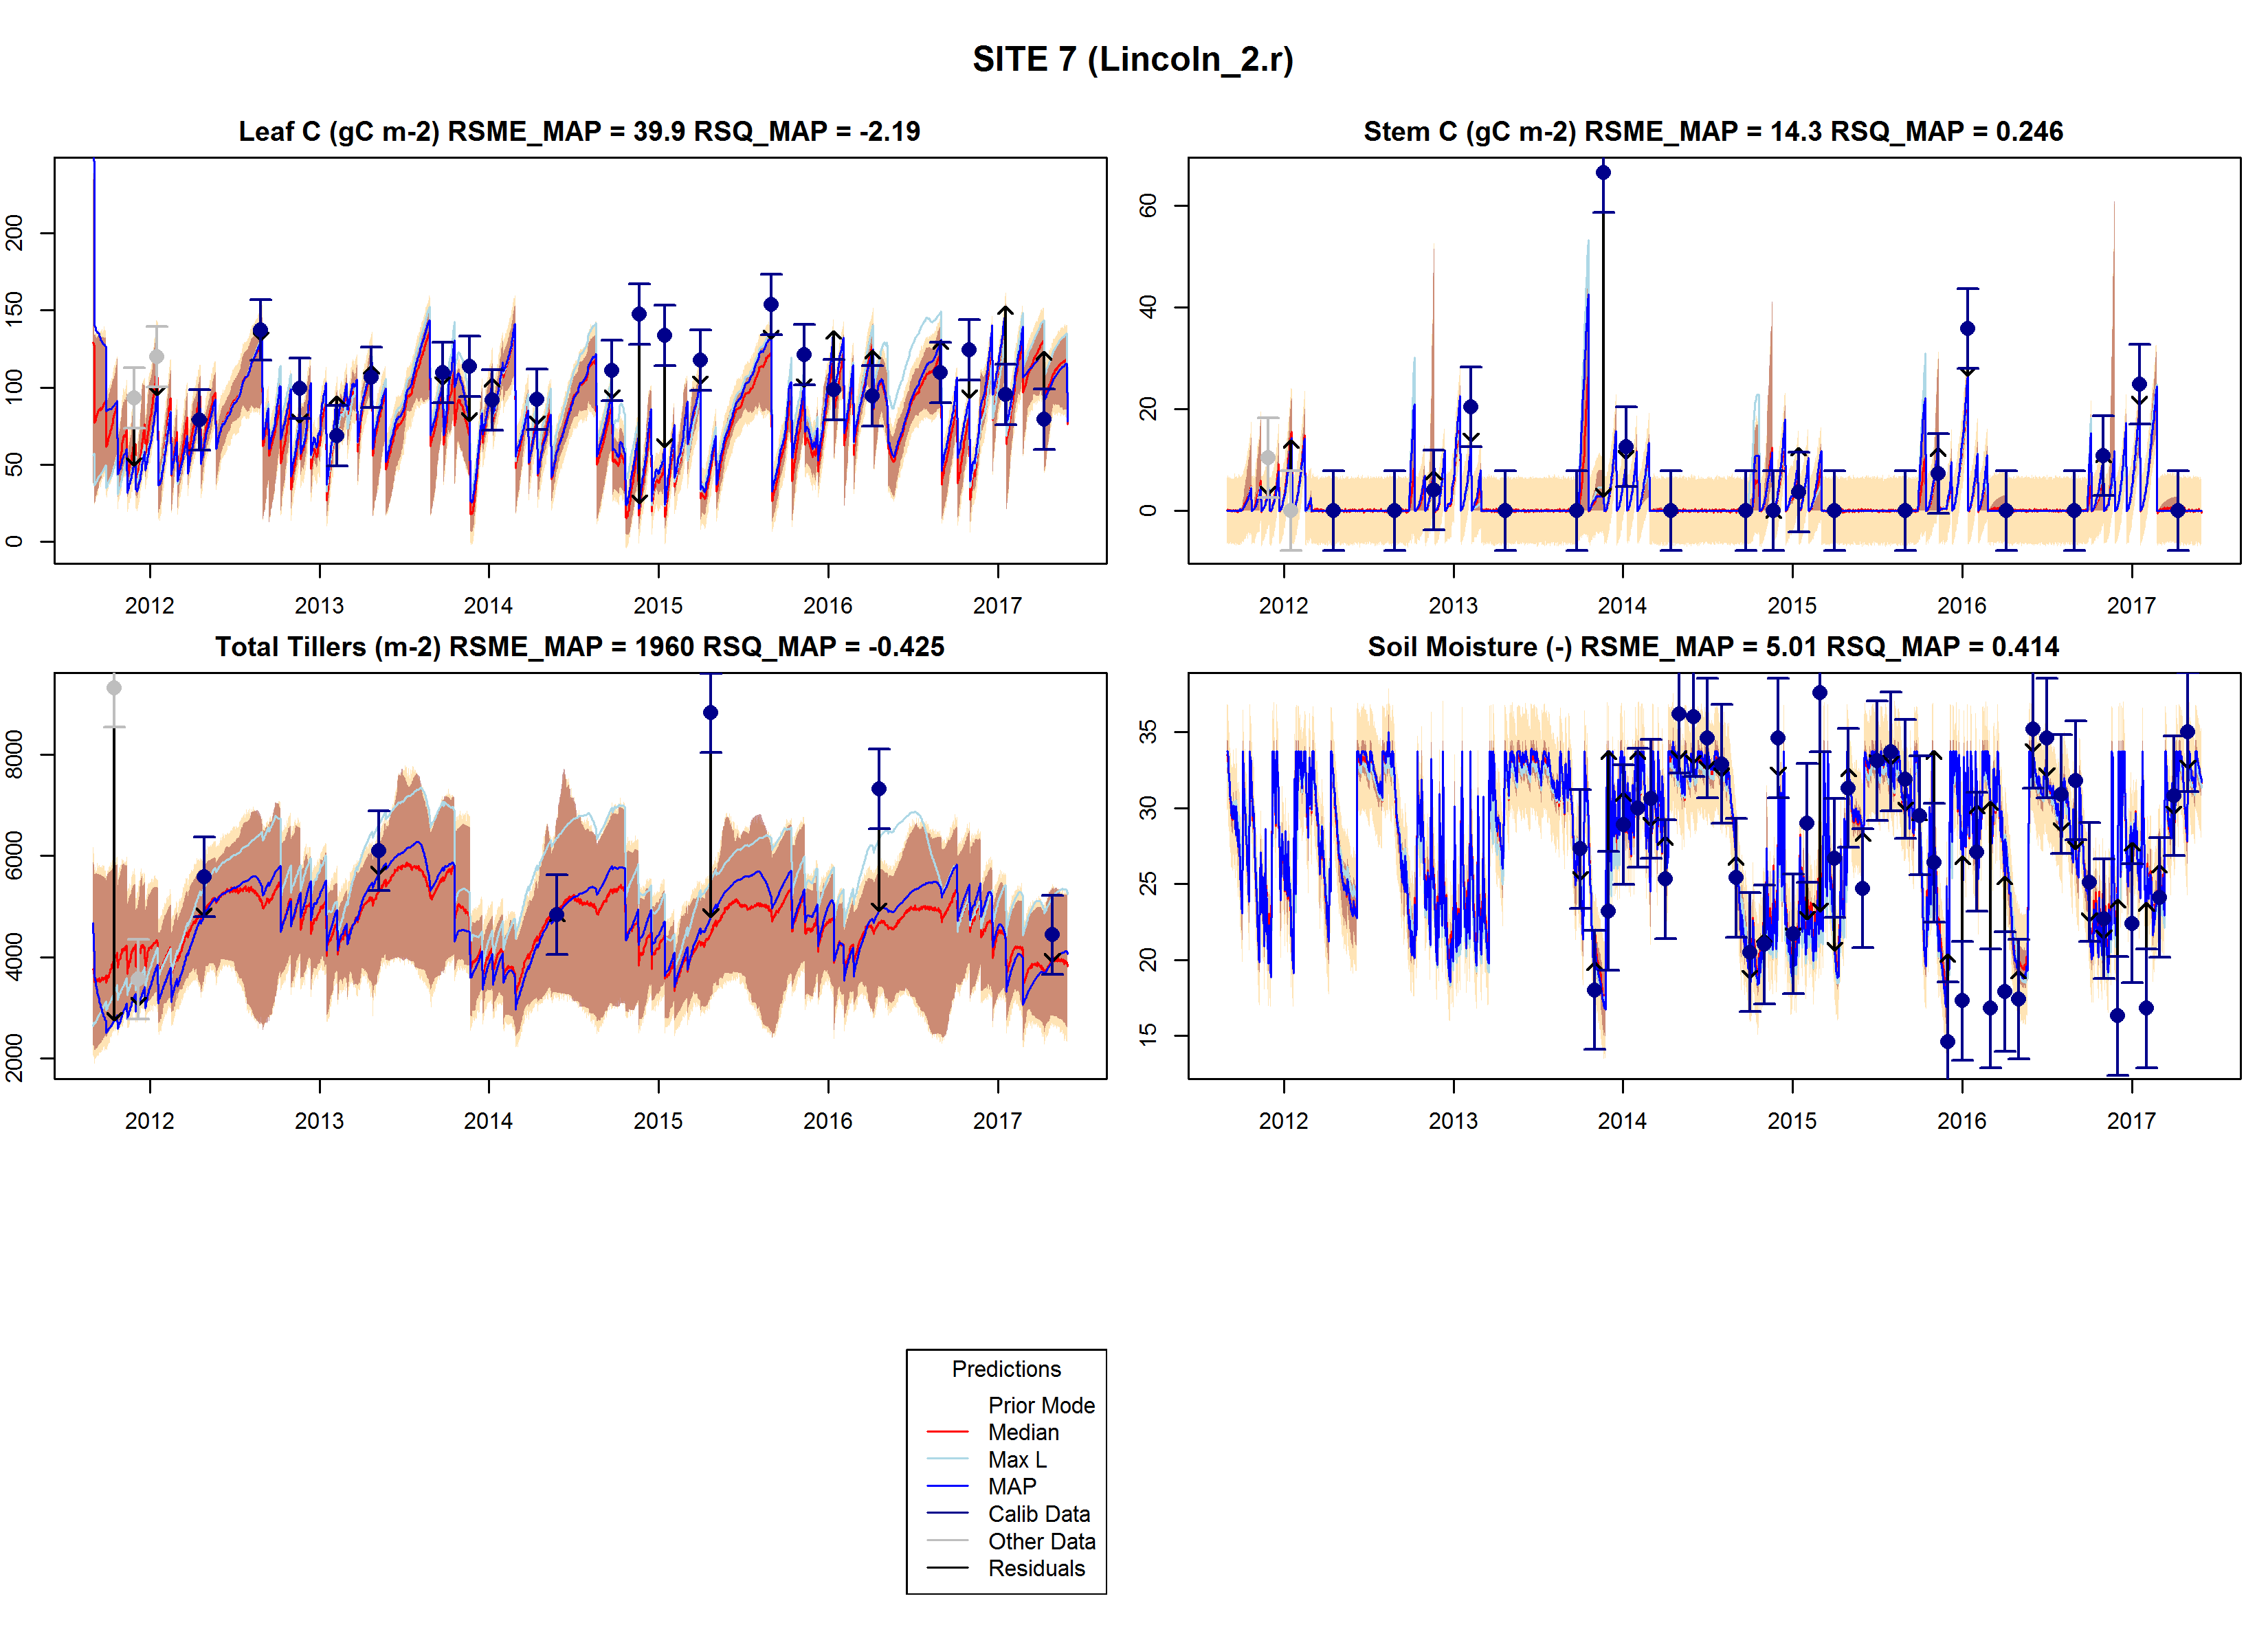 SITE 7 (Lincoln_2.r)
Leaf C (gC m-2) RSME_MAP = 39.9 RSQ_MAP = -2.19
0
50
100
150
200
2012 2013 2014 2015 2016 2017
Stem C (gC m-2) RSME_MAP = 14.3 RSQ_MAP = 0.246
0
20
40
60
2012 2013 2014 2015 2016 2017
Total Tillers (m-2) RSME_MAP = 1960 RSQ_MAP = -0.425
2000
4000
6000
8000
2012 2013 2014 2015 2016 2017
Soil Moisture (-) RSME_MAP = 5.01 RSQ_MAP = 0.414
15
20
25
30
35
2012 2013 2014 2015 2016 2017
Predictions
Prior Mode
Median
Max L
MAP
Calib Data
Other Data
Residuals